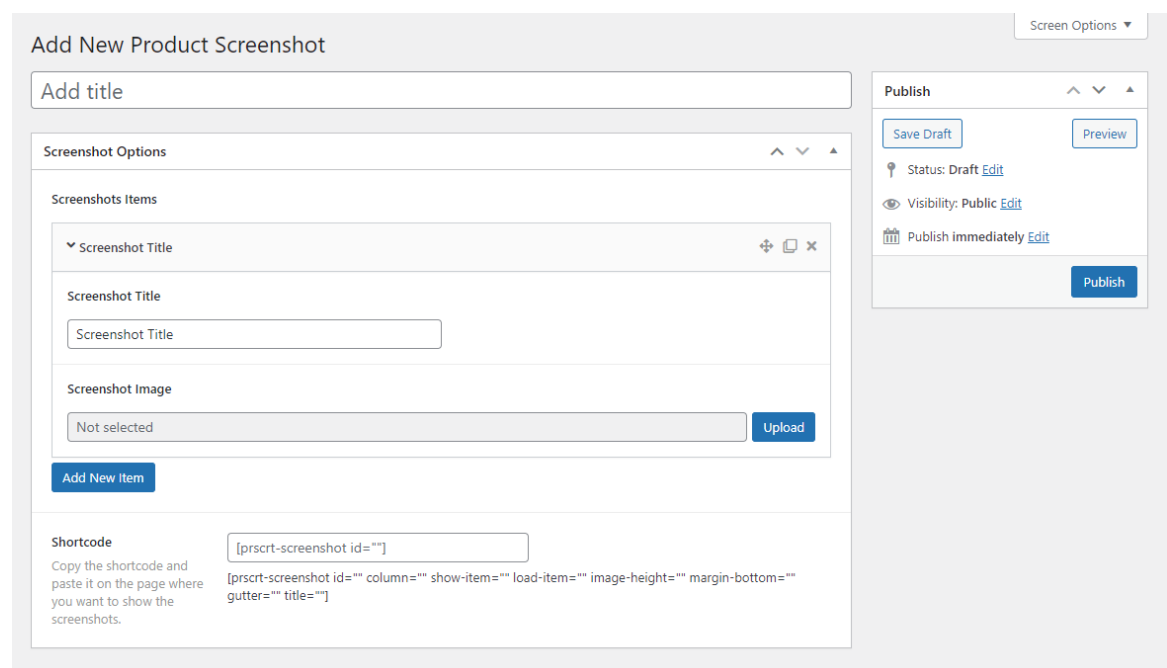 Screen Options
Add New Product Screenshot
Add title
Screenshot Options
Screenshots Items
Screenshot Title
Screenshot Title
Screenshot Title
Screenshot Image
Not selected
Upload
Add New Item
Shortcode
Copy the shortcode and
paste it on the page where
you want to show the
screenshots.
[prscrt-screenshot id=""]
[prscrt-screenshot id="" column="" show-item="" load-item="" image-height="" margin-bottom=""
gutter="" title=""]
Publish
Save Draft
Preview
Status: Draft Edit
Visibility: Public Edit
Publish immediately Edit
Publish